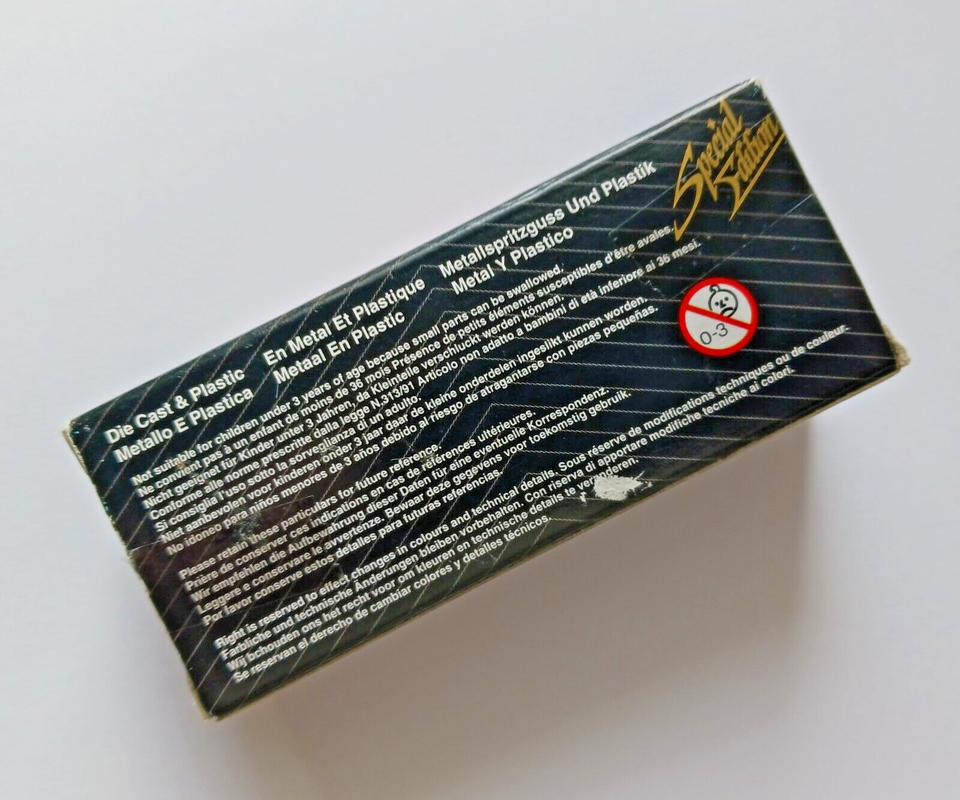 Special
Edition
Die Cast & Plastic
Metallo E Plastica
En Metal Et Plastique
Metaal En Plastic
Metallspritzguss Und Plastik
Metal Y Plastico
Not suitable for children under 3 years of age because small parts can be swallowed,
Ne convient pas à un enfant de moins de 36 mois Présence de petits éléments susceptibles d'être avales,
Nicht geeignet für Kinder unter 3 Jahren, da Kleinteile verschluckt werden können;
Conforme alle norme prescritte dalla legge N.313/91 Articolo non adatto a bambini di età inferiore ai 36 mesi.
Si consiglia l'uso sotto la sorveglianza di un adulto;
Niet aanbevolen voor kinderen onder 3 jaar daar de kleine onderdelen ingeslikt kunnen worden.
No idoneo para niños menores de 3 años debido al riesgo de atragantarse con piezas pequeñas.
0-3
Please retain these particulars for future reference.
Prière de conserver ces indications en cas de références ultérieures.
Wir empfehlen die Aufbewahrung dieser Daten für eine eventuelle Korrespondenz.
Leggere e conservare le avvertenze. Bewaar deze gegevens voor toekomstig gebruik.
Por favor conserve estos detalles para futuras referencias.
Right is reserved to effect changes in colours and technical details. Sous réserve de modifications techniques ou de couleur.
Farbliche und technische Änderungen bleiben vorbehalten. Con riserva di apportare modifiche tecniche ai colori.
Wij bchouden ons het recht voor om kleuren en technische details te veranderen.
Se reservan el derecho de cambiar colores y detalles técnicos.